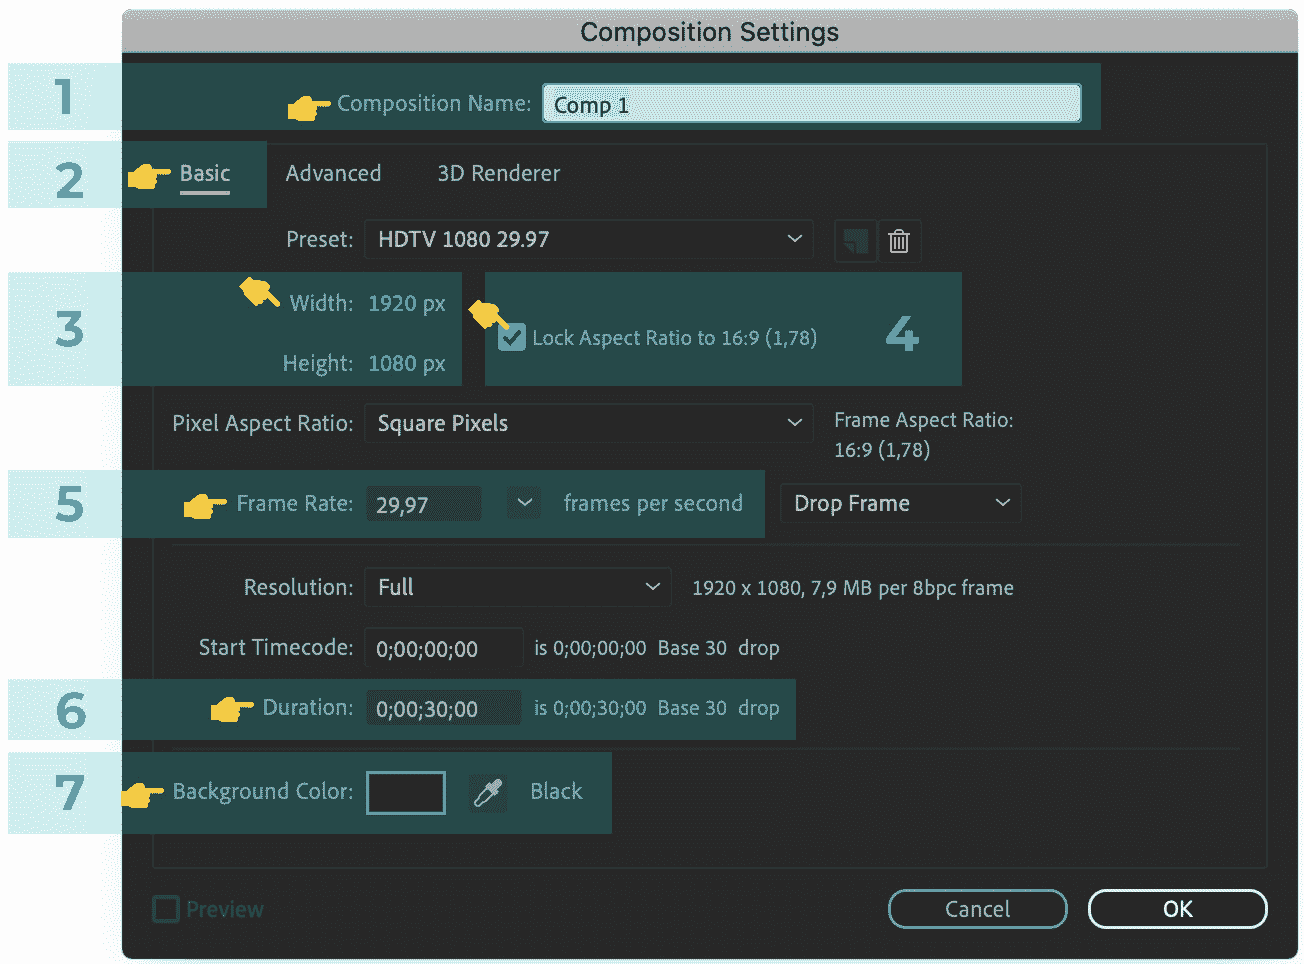 Composition Settings
1 Composition Name: Comp 1
2 Basic Advanced 3D Renderer
Preset: HDTV 1080 29.97
3 Width: 1920 px
Lock Aspect Ratio to 16:9 (1,78) 4
Height: 1080 px
Pixel Aspect Ratio: Square Pixels
Frame Aspect Ratio:
16:9 (1,78)
5 Frame Rate: 29,97 frames per second Drop Frame
Resolution: Full 1920 x 1080, 7,9 MB per 8bpc frame
Start Timecode: 0;00;00;00 is 0;00;00;00 Base 30 drop
6 Duration: 0;00;30;00 is 0;00;30;00 Base 30 drop
7 Background Color: Black
Preview Cancel OK